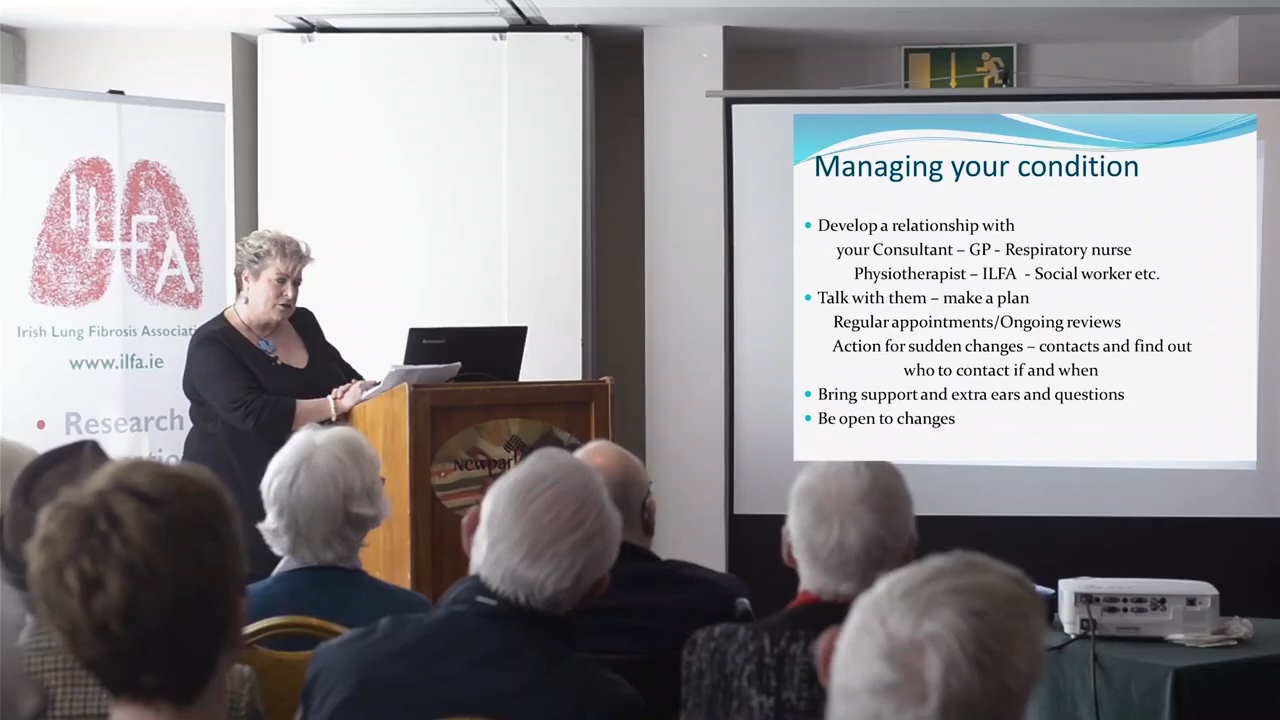 ILFA
Irish Lung Fibrosis Associati
www.ilfa.ie
• Research
Managing your condition
• Develop a relationship with
your Consultant – GP - Respiratory nurse
Physiotherapist – ILFA - Social worker etc.
• Talk with them – make a plan
Regular appointments/Ongoing reviews
Action for sudden changes – contacts and find out
who to contact if and when
• Bring support and extra ears and questions
• Be open to changes
Lenovo
Newpar